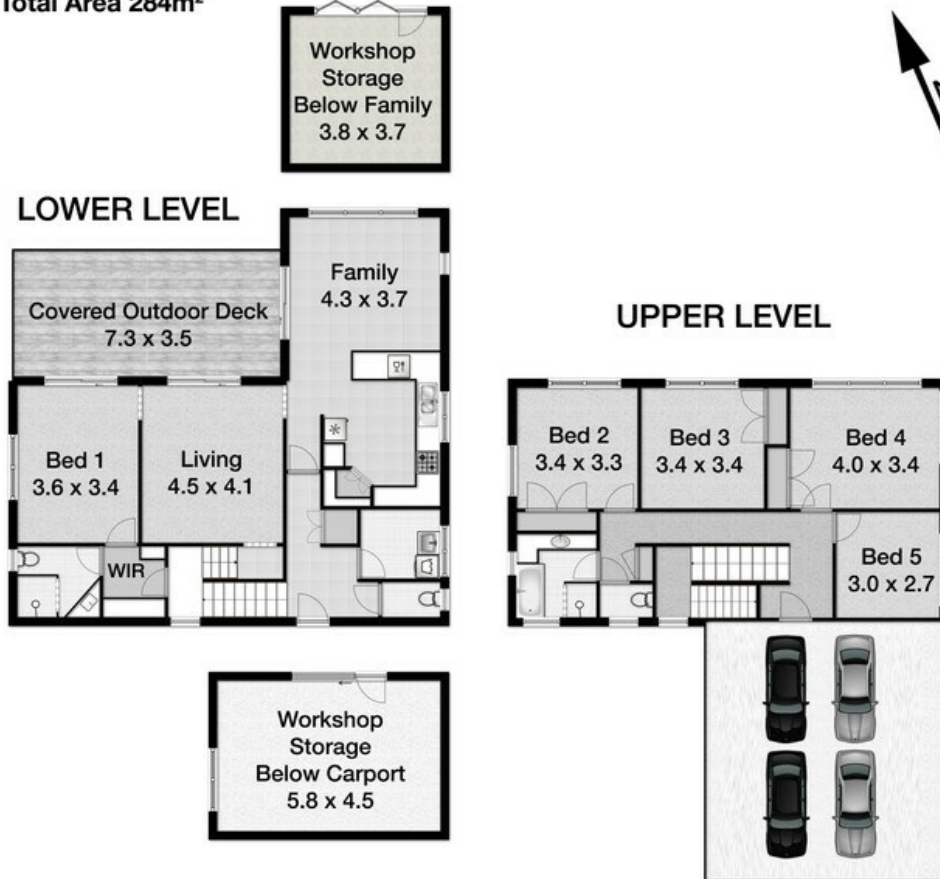 Total Area 284m²
Workshop
Storage
Below Family
3.8 x 3.7
LOWER LEVEL
Family
4.3 x 3.7
Covered Outdoor Deck
7.3 x 3.5
Bed 1
3.6 x 3.4
Living
4.5 x 4.1
WIR
Workshop
Storage
Below Carport
5.8 x 4.5
UPPER LEVEL
Bed 2
3.4 x 3.3
Bed 3
3.4 x 3.4
Bed 4
4.0 x 3.4
Bed 5
3.0 x 2.7